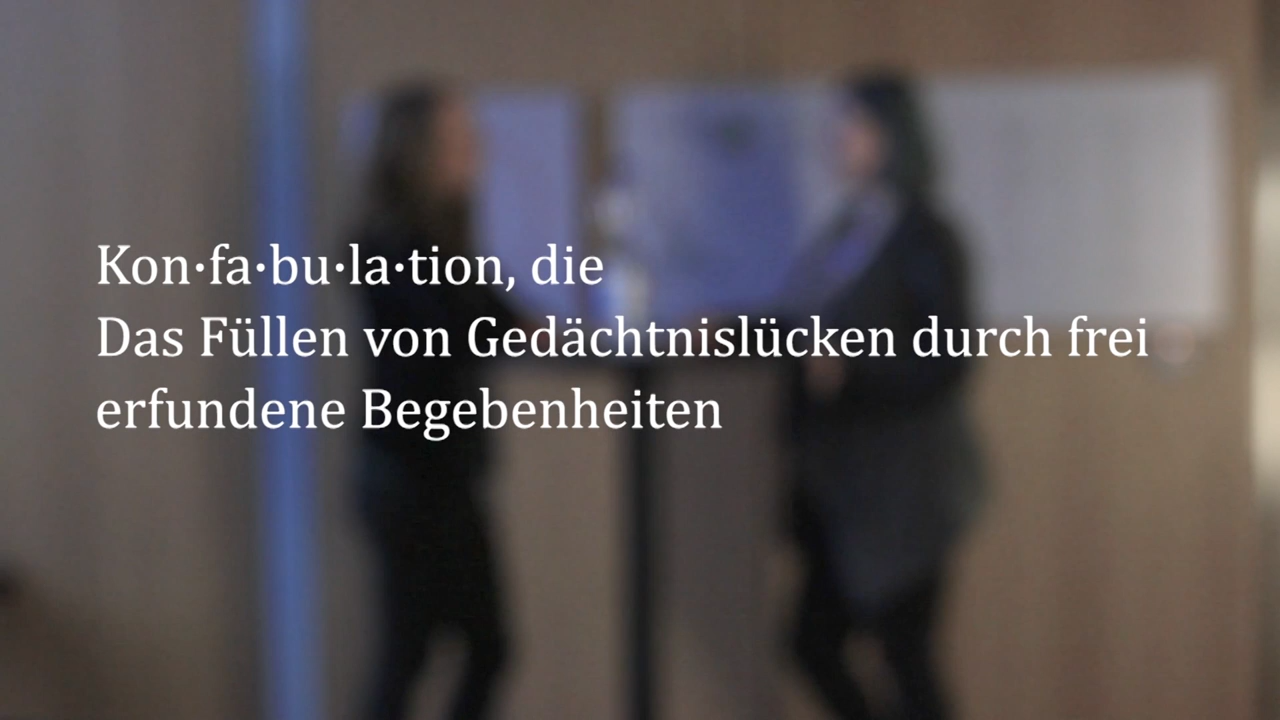 Kon·fa·bu·la·tion, die
Das Füllen von Gedächtnislücken durch frei
erfundene Begebenheiten